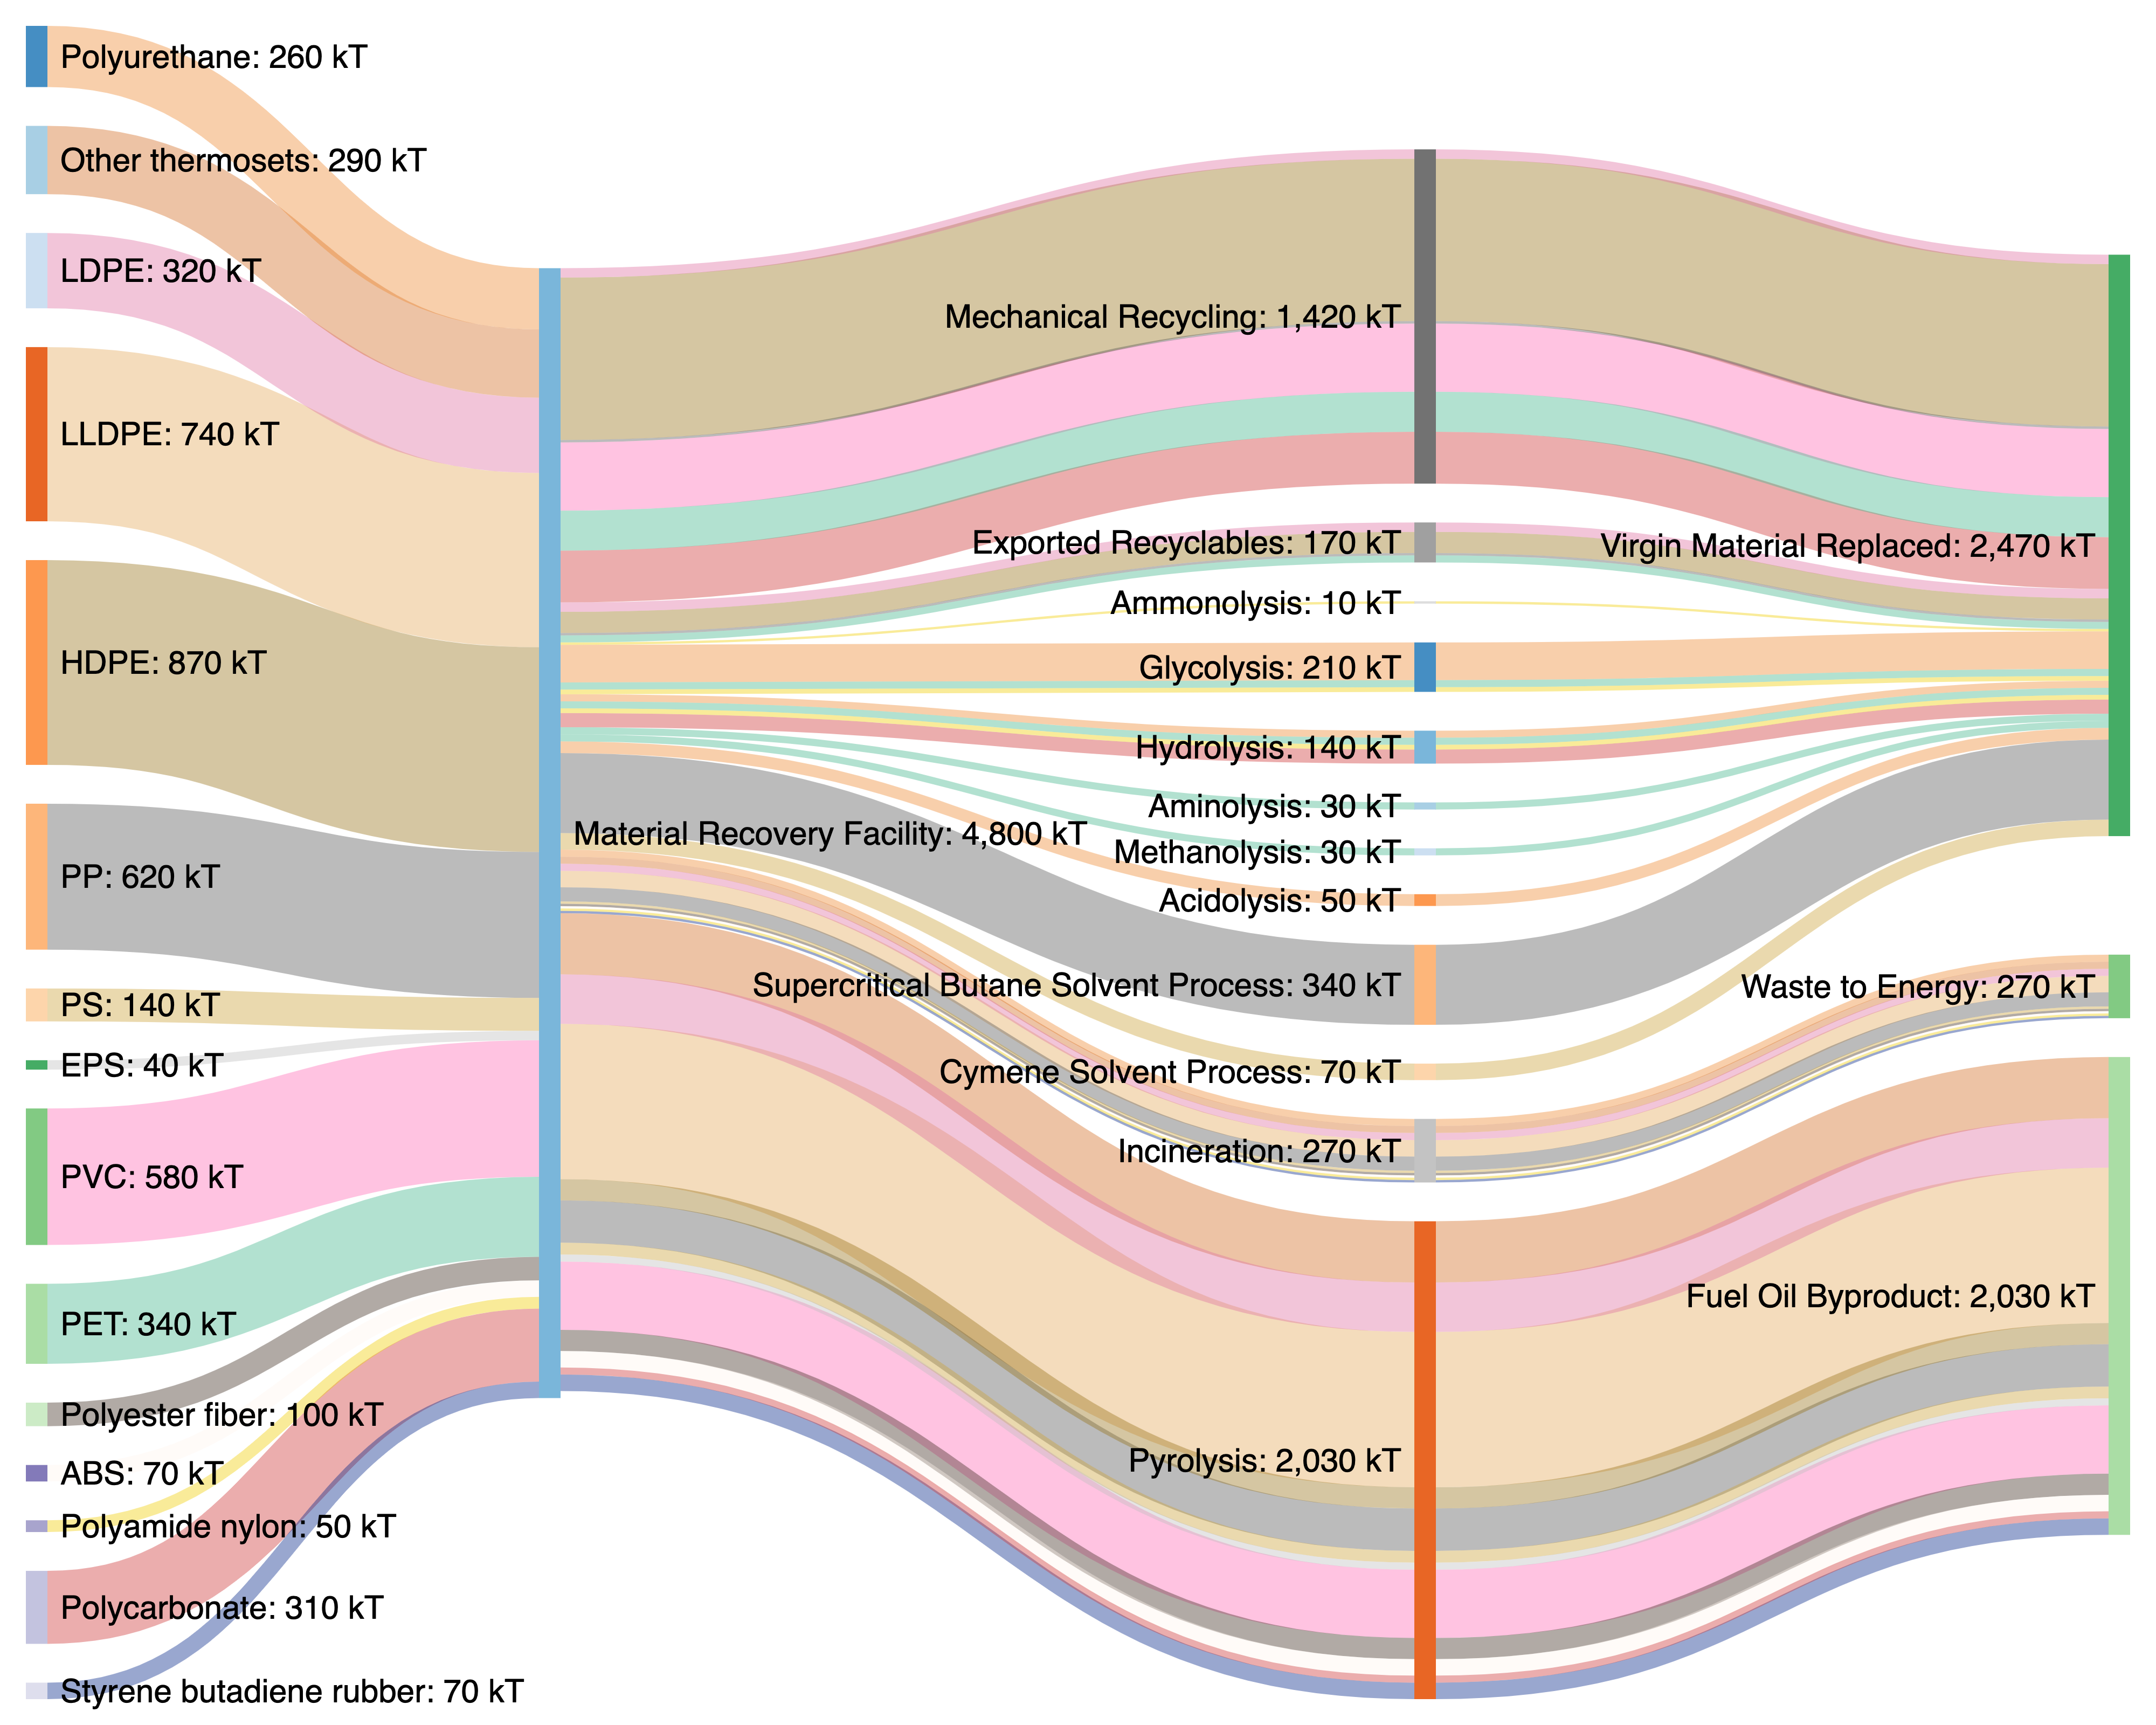 Polyurethane: 260 kT
Other thermosets: 290 kT
LDPE: 320 kT
LLDPE: 740 kT
HDPE: 870 kT
PP: 620 kT
PS: 140 kT
EPS: 40 kT
PVC: 580 kT
PET: 340 kT
Polyester fiber: 100 kT
ABS: 70 kT
Polyamide nylon: 50 kT
Polycarbonate: 310 kT
Styrene butadiene rubber: 70 kT
Material Recovery Facility: 4,800 kT
Mechanical Recycling: 1,420 kT
Exported Recyclables: 170 kT
Ammonolysis: 10 kT
Glycolysis: 210 kT
Hydrolysis: 140 kT
Aminolysis: 30 kT
Methanolysis: 30 kT
Acidolysis: 50 kT
Supercritical Butane Solvent Process: 340 kT
Cymene Solvent Process: 70 kT
Incineration: 270 kT
Pyrolysis: 2,030 kT
Virgin Material Replaced: 2,470 kT
Waste to Energy: 270 kT
Fuel Oil Byproduct: 2,030 kT